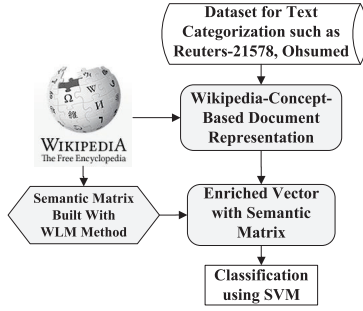 Dataset for Text
Categorization such as
Reuters-21578, Ohsumed
WIKIPEDIA
The Free Encyclopedia
Wikipedia-Concept-
Based Document
Representation
Semantic Matrix
Built With
WLM Method
Enriched Vector
with Semantic
Matrix
Classification
using SVM